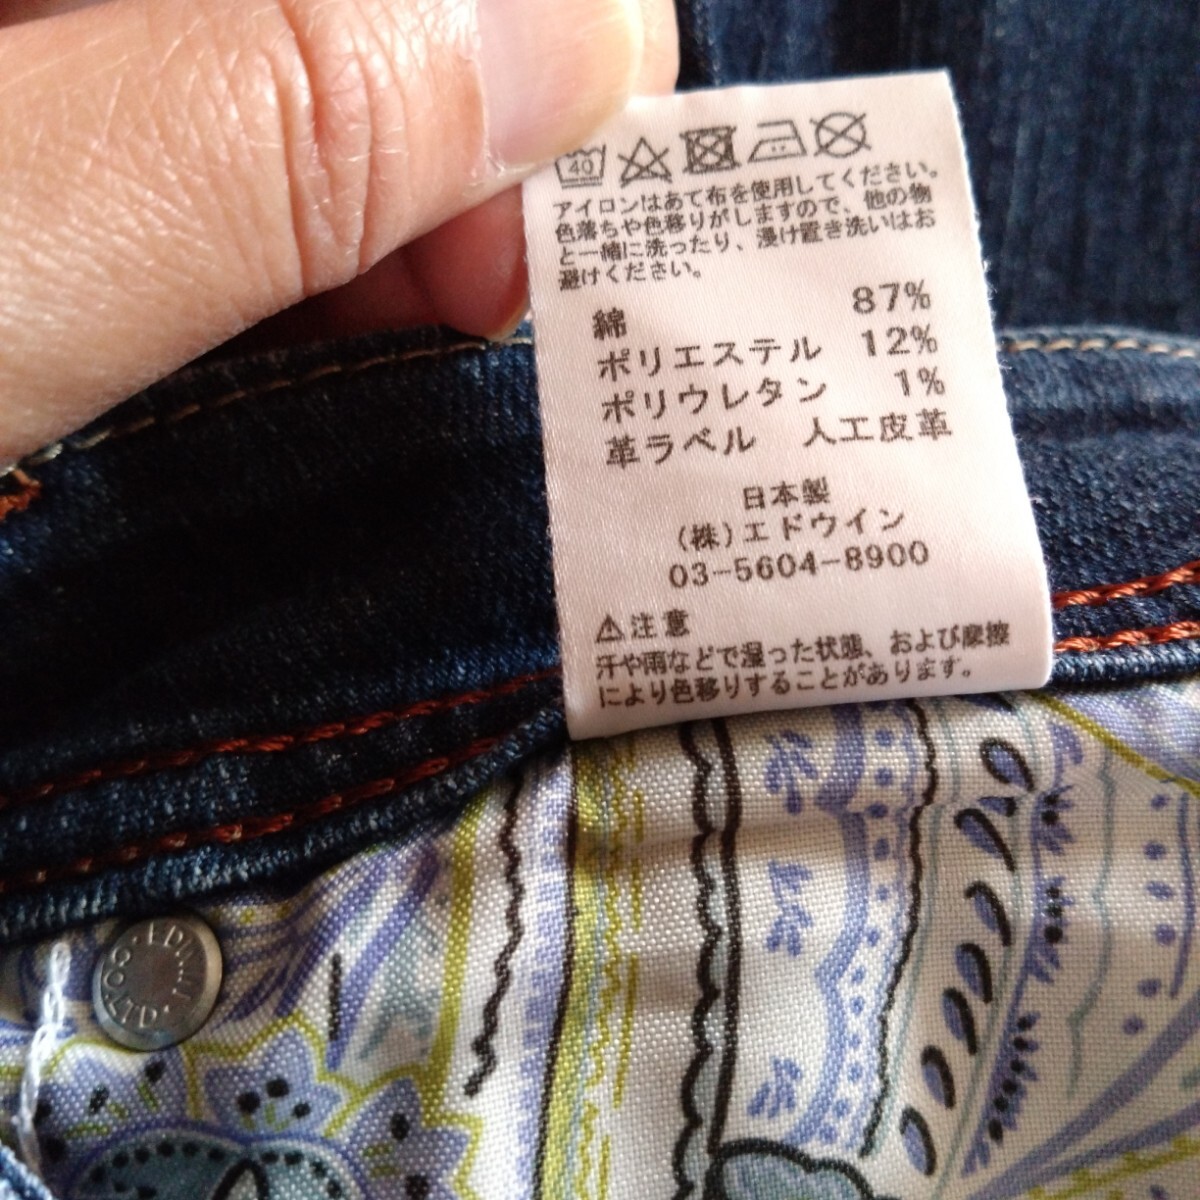 40
アイロンはあて布を使用してください。
色落ちや色移りがしますので、他の物
と一緒に洗ったり、浸け置き洗いはお
避けください。
綿 87%
ポリエステル 12%
ポリウレタン 1%
革ラベル 人工皮革
日本製
(株)エドウイン
03-5604-8900
⚠注意
汗や雨などで湿った状態、および摩擦
により色移りすることがあります。
・EDWIN・
CO.LTD